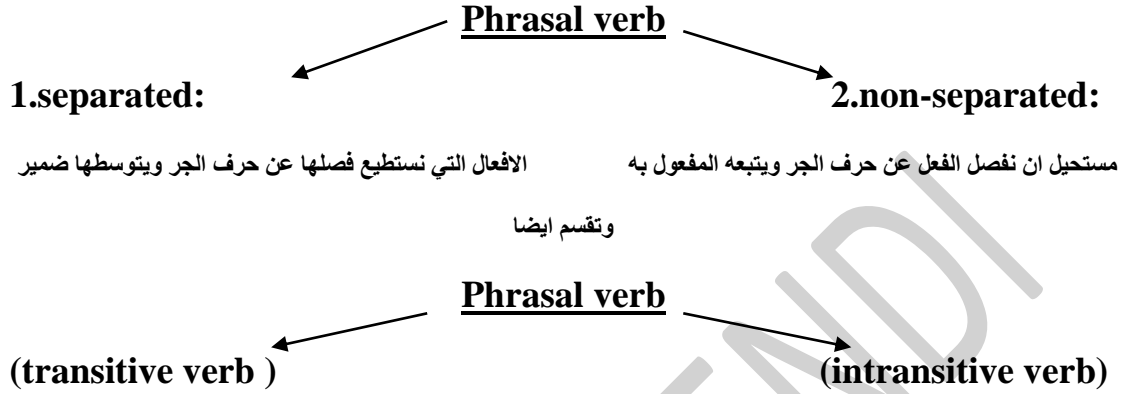 Phrasal verb
1.separated: 2.non-separated:
الافعال التي نستطيع فصلها عن حرف الجر ويتوسطها ضمير مستحيل ان نفصل الفعل عن حرف الجر ويتبعه المفعول به
وتقسم ايضا
Phrasal verb
(transitive verb ) (intransitive verb)